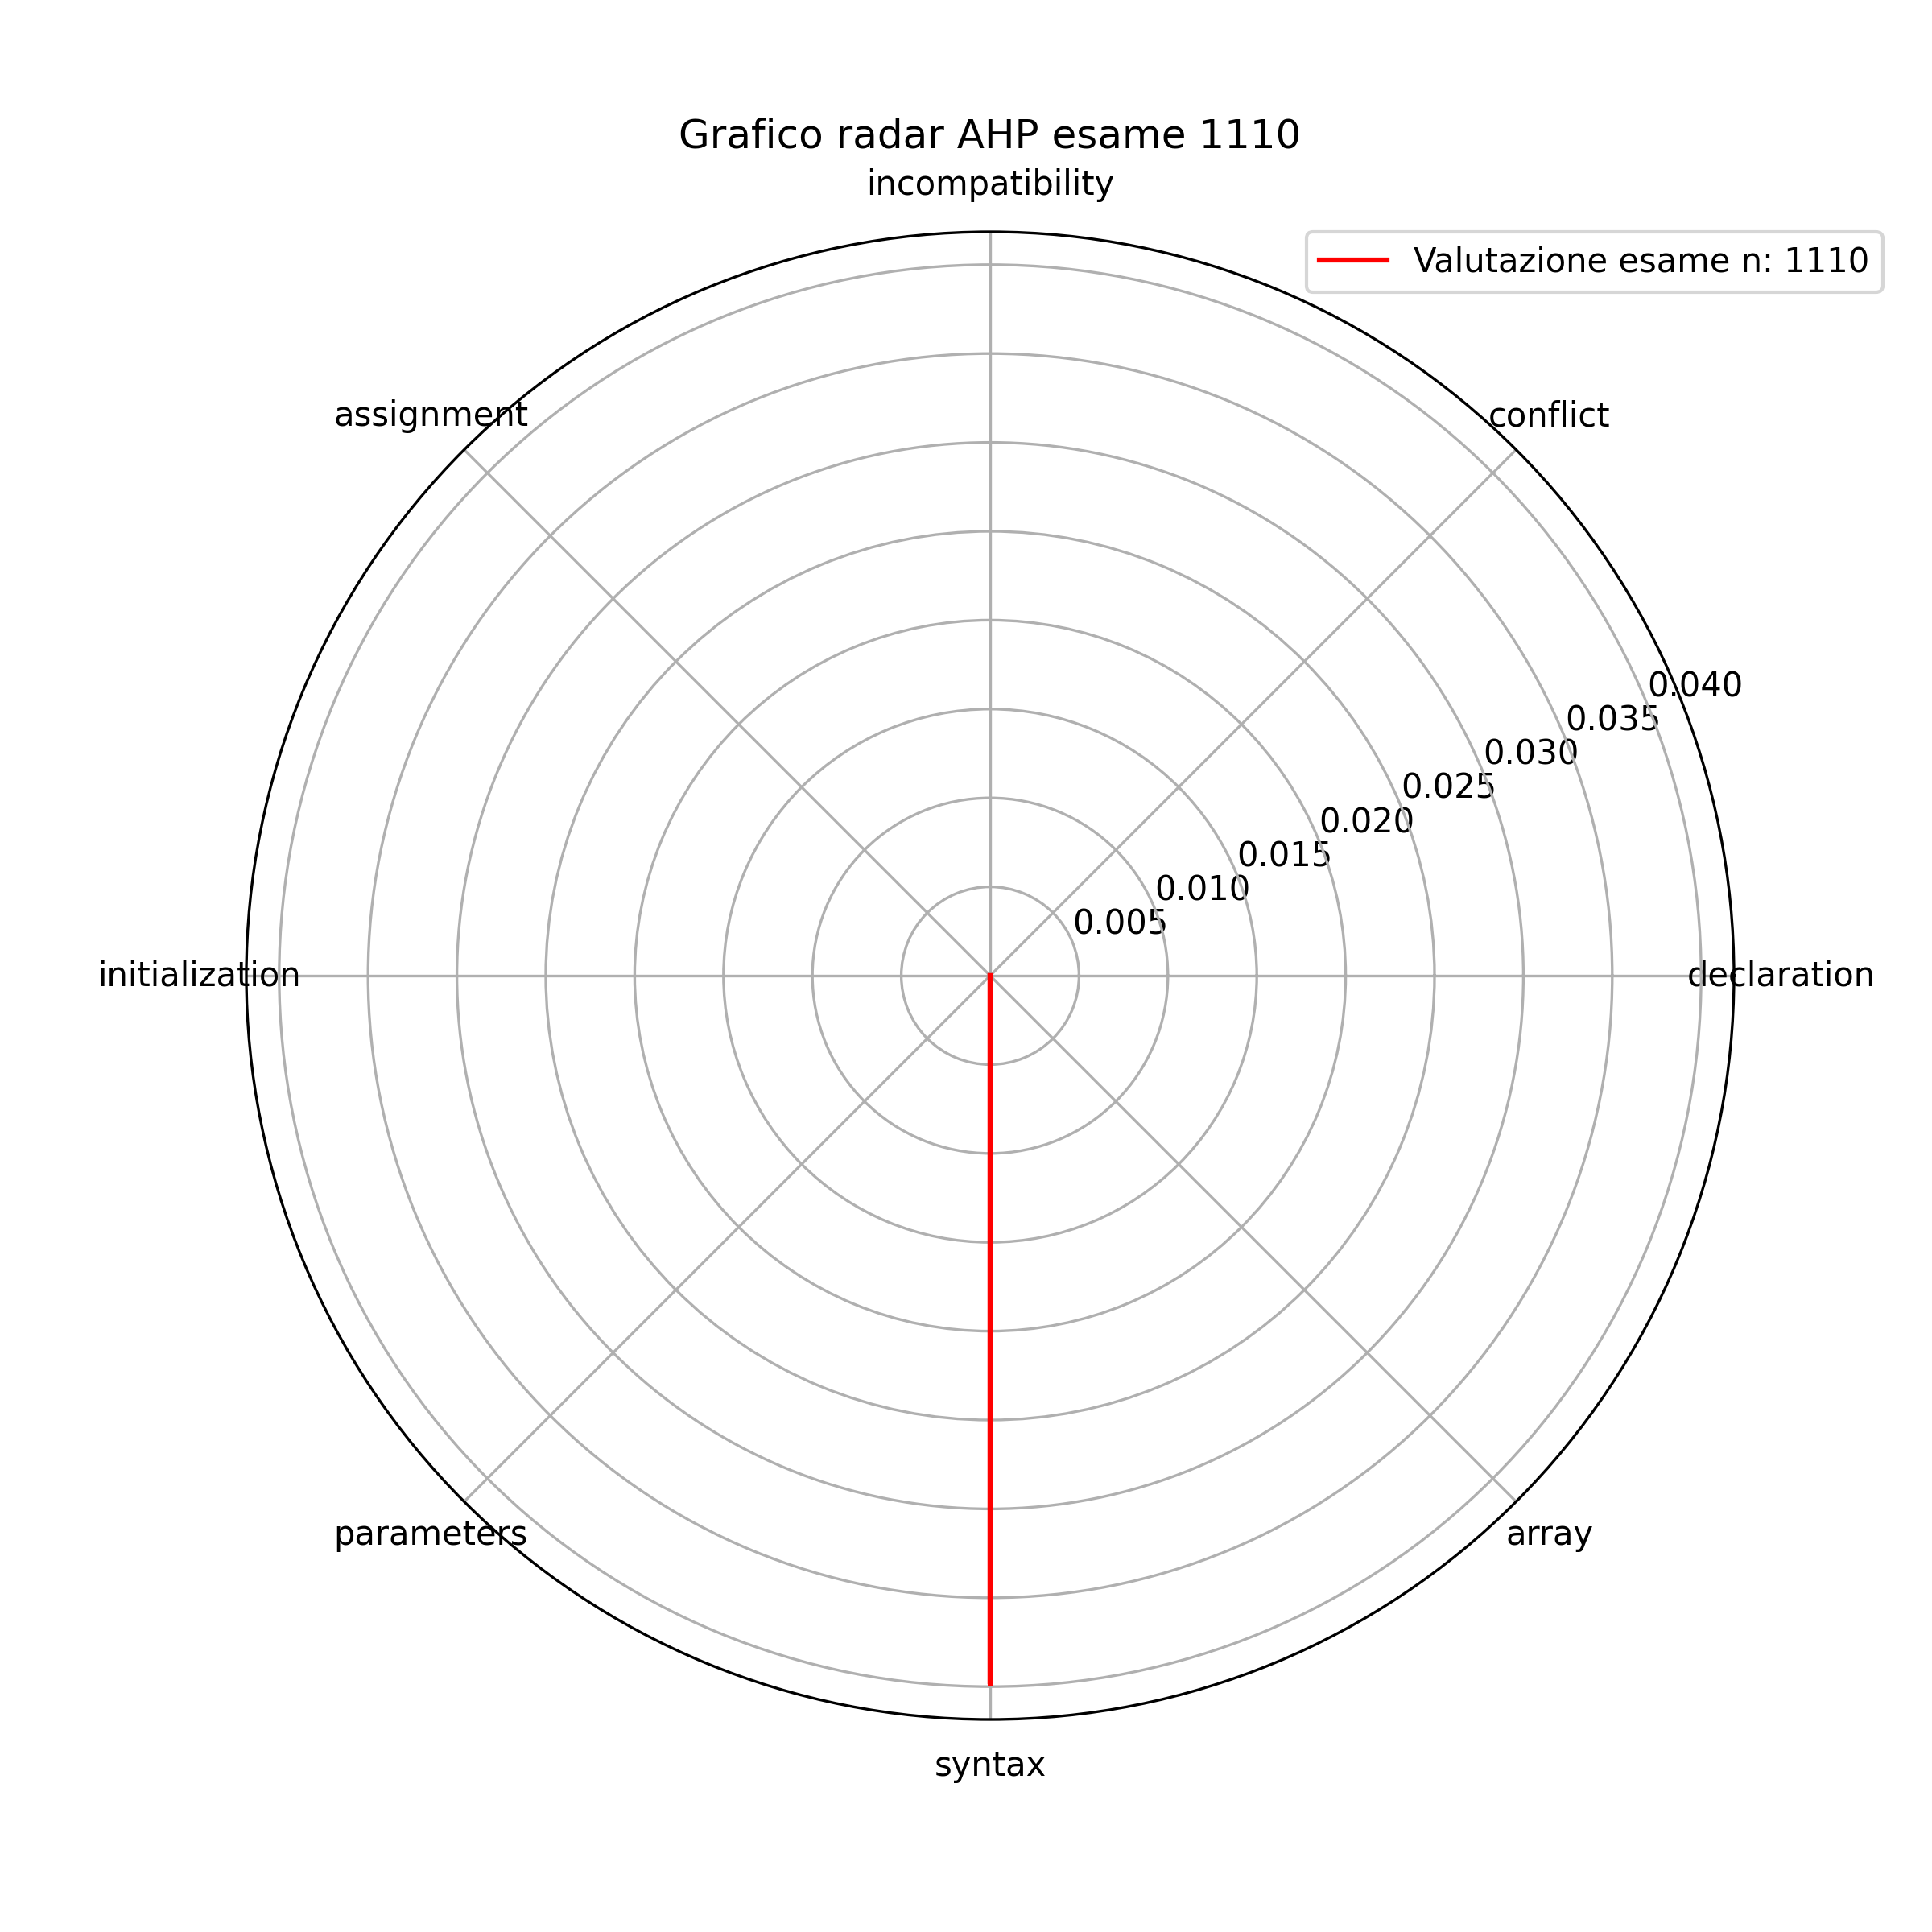 Grafico radar AHP esame 1110
incompatibility
Valutazione esame n: 1110
assignment
conflict
0.040
0.035
0.030
0.025
0.020
0.015
0.010
0.005
initialization
declaration
parameters
array
syntax